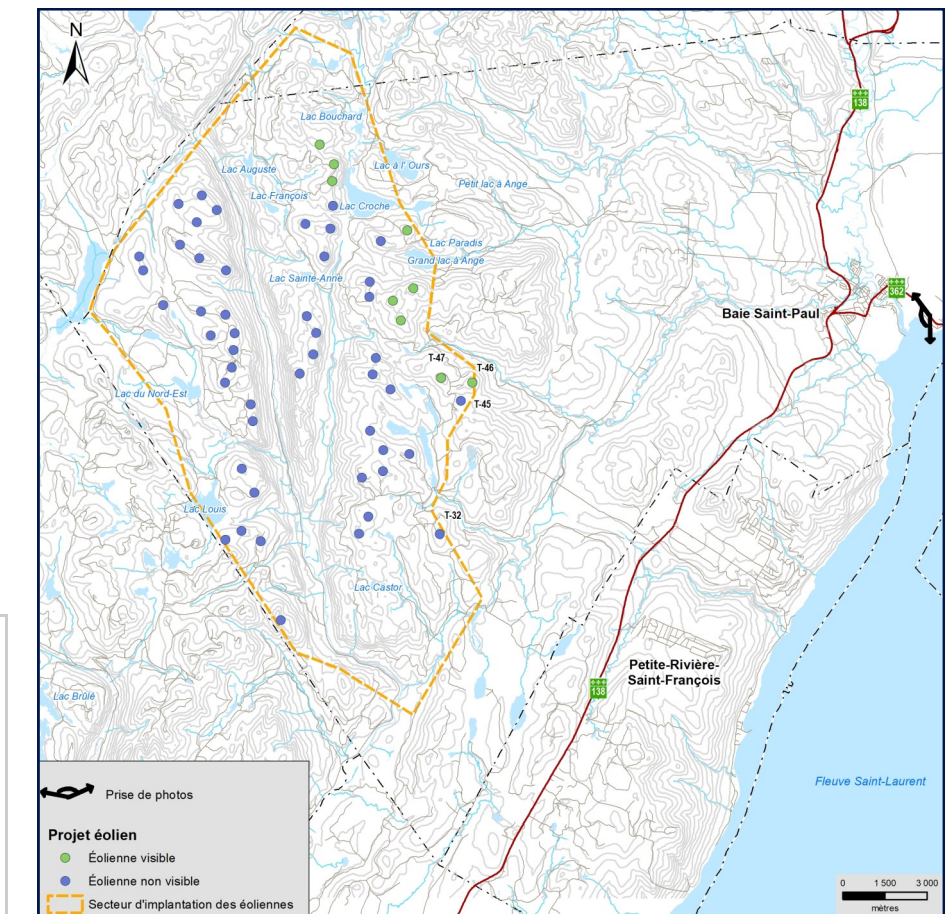 N
138
Lac Bouchard
Lac Auguste
Lac à l' Ours
Lac François
Petit lac à Ange
Lac Croche
Lac Paradis
Grand lac à Ange
Lac Sainte-Anne
362
Baie Saint-Paul
T-47
T-46
Lac du Nord-Est
T-45
Lac Louis
T-32
Lac Castor
Petite-Rivière-
Saint-François
138
Lac Brûlé
Fleuve Saint-Laurent
Prise de photos
Projet éolien
Éolienne visible
Éolienne non visible
Secteur d'implantation des éoliennes
0 1 500 3 000
mètres